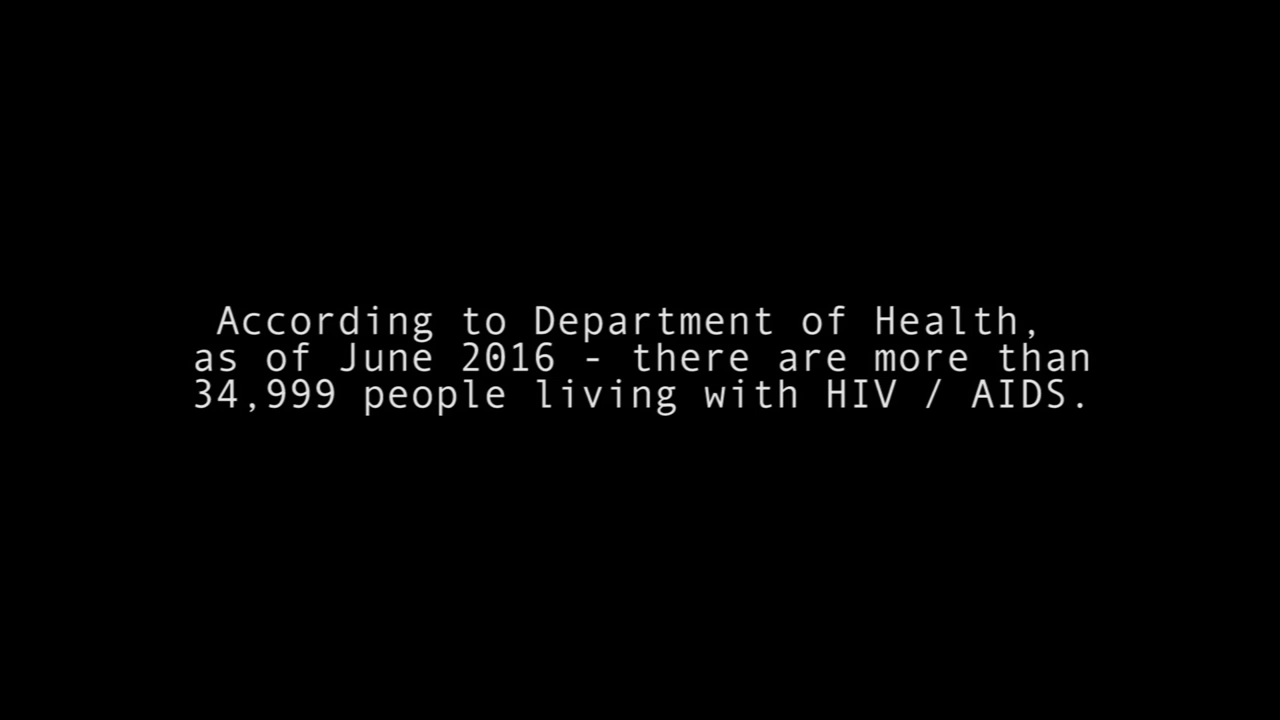 According to Department of Health,
as of June 2016 - there are more than
34,999 people living with HIV / AIDS.